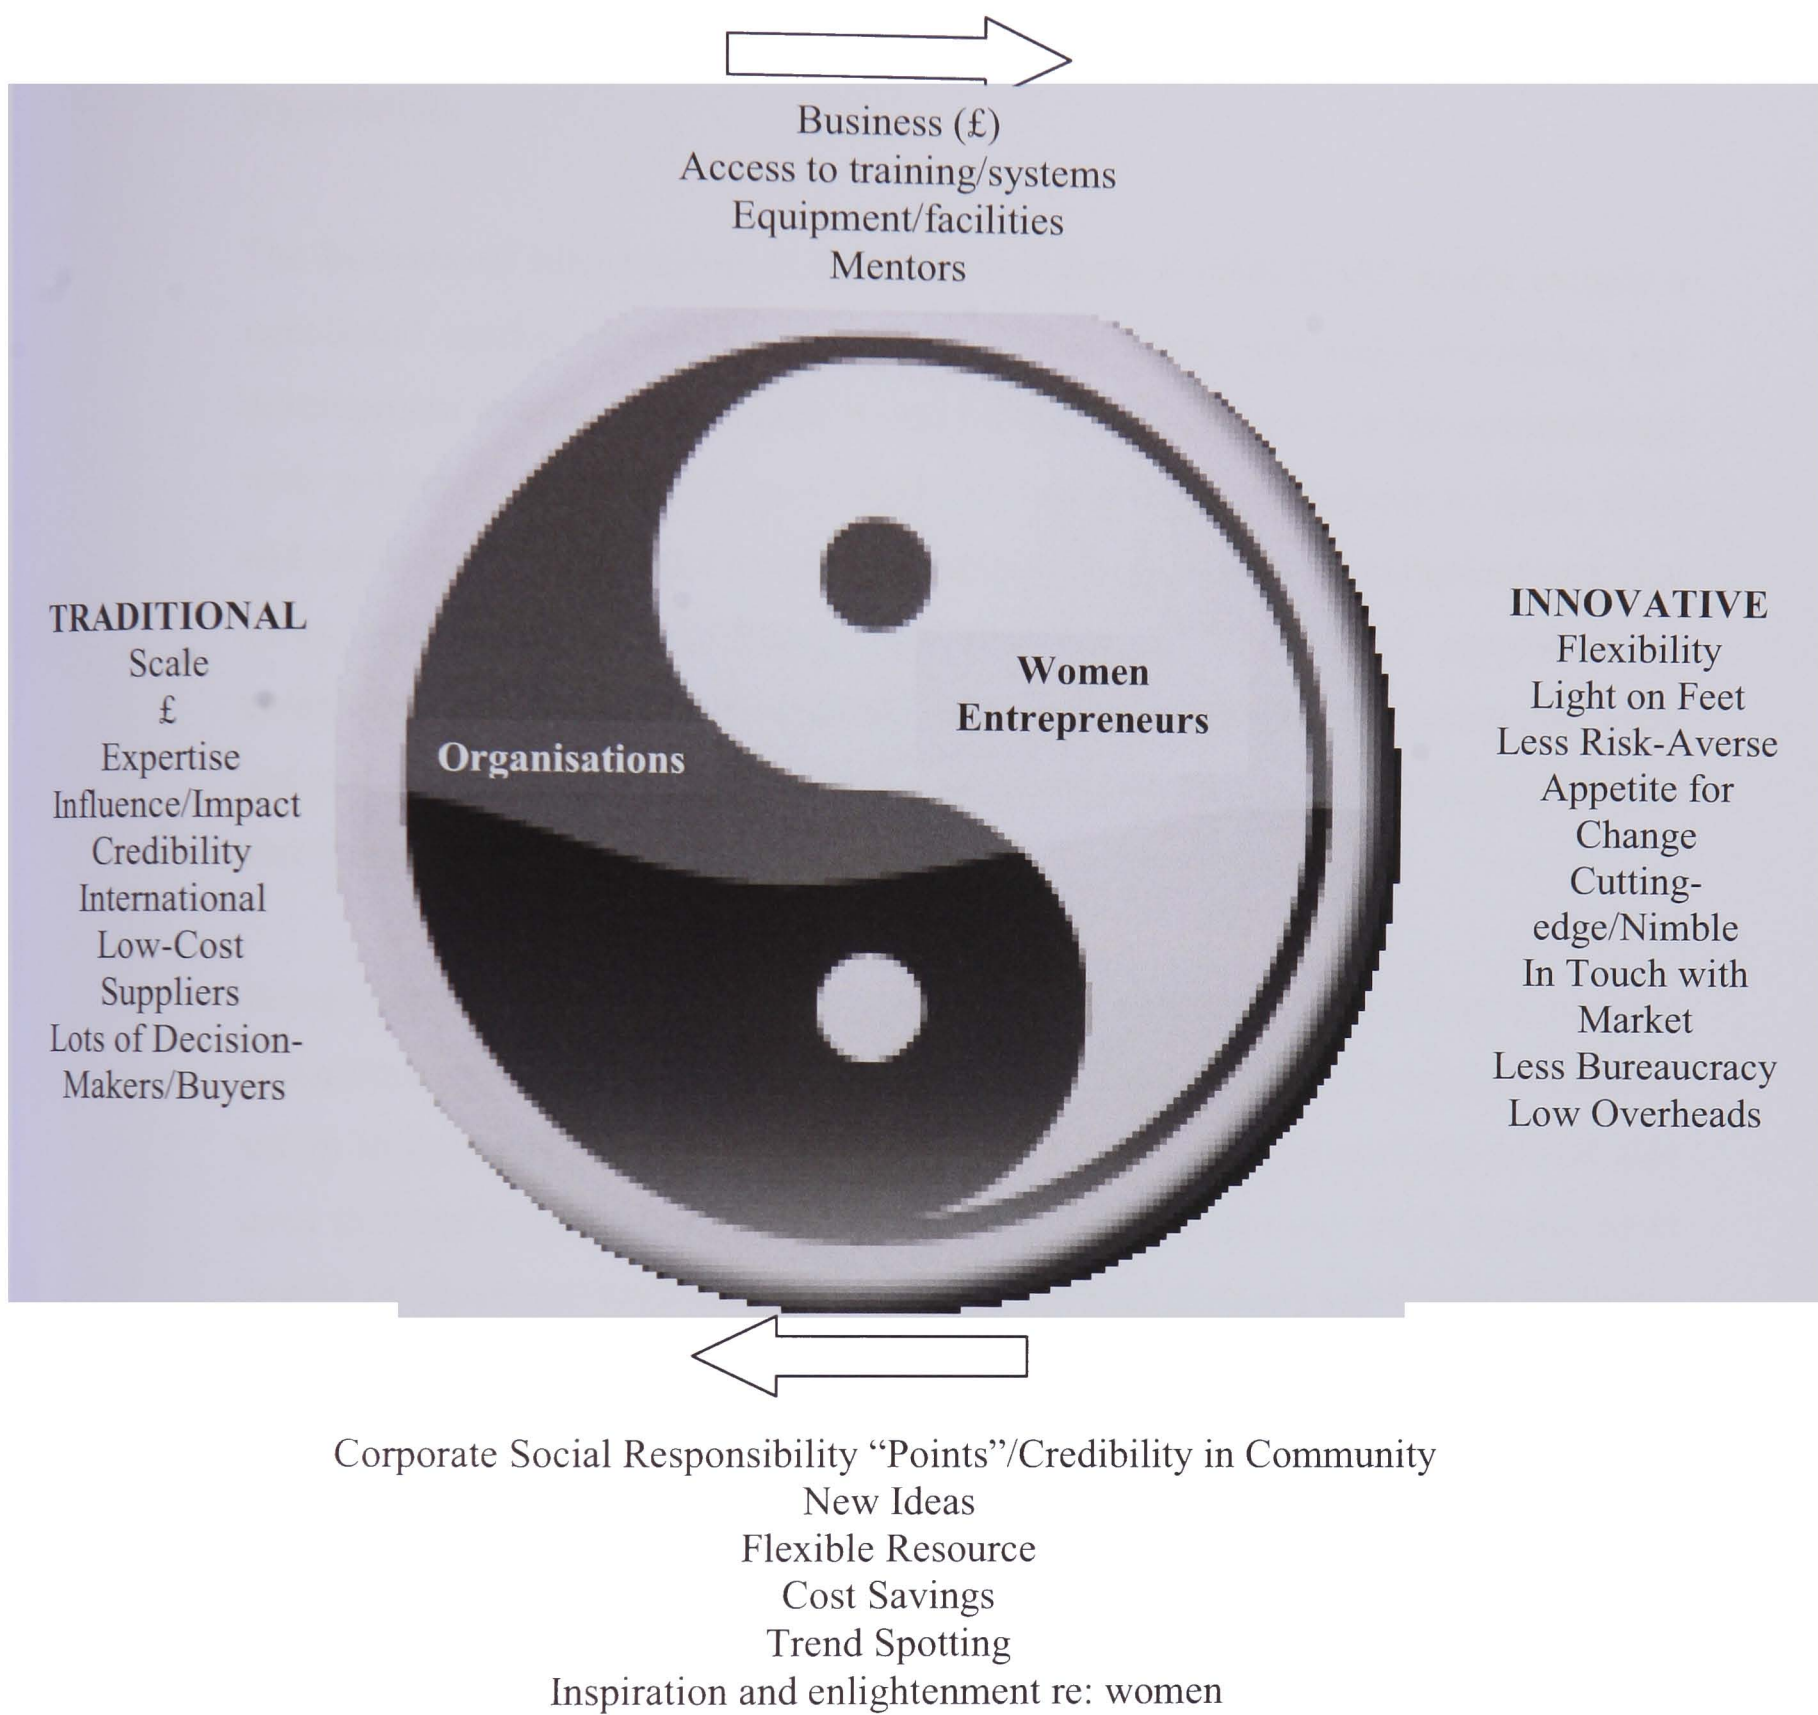 Business (£)
Access to training/systems
Equipment/facilities
Mentors
TRADITIONAL
Scale
£
Expertise
Influence/Impact
Credibility
International
Low-Cost
Suppliers
Lots of Decision-
Makers/Buyers
Organisations
Women
Entrepreneurs
INNOVATIVE
Flexibility
Light on Feet
Less Risk-Averse
Appetite for
Change
Cutting-
edge/Nimble
In Touch with
Market
Less Bureaucracy
Low Overheads
Corporate Social Responsibility “Points”/Credibility in Community
New Ideas
Flexible Resource
Cost Savings
Trend Spotting
Inspiration and enlightenment re: women